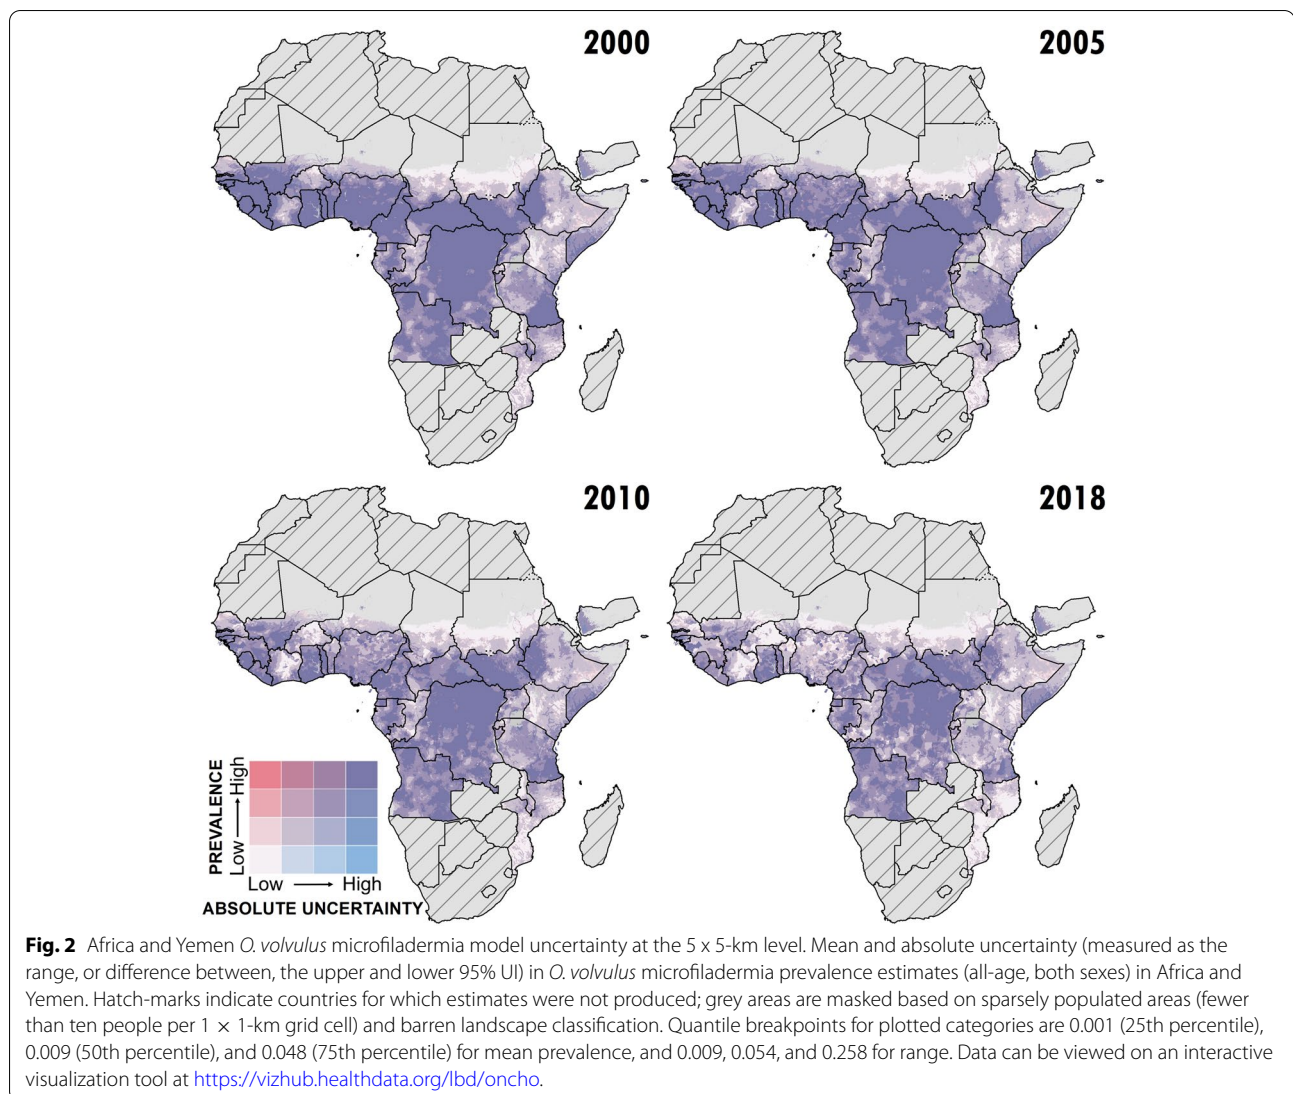 2000
2005
2010
2018
PREVALENCE
Low → High
Low → High
ABSOLUTE UNCERTAINTY
Fig. 2 Africa and Yemen O. volvulus microfiladermia model uncertainty at the 5 x 5-km level. Mean and absolute uncertainty (measured as the
range, or difference between, the upper and lower 95% UI) in O. volvulus microfiladermia prevalence estimates (all-age, both sexes) in Africa and
Yemen. Hatch-marks indicate countries for which estimates were not produced; grey areas are masked based on sparsely populated areas (fewer
than ten people per 1 × 1-km grid cell) and barren landscape classification. Quantile breakpoints for plotted categories are 0.001 (25th percentile),
0.009 (50th percentile), and 0.048 (75th percentile) for mean prevalence, and 0.009, 0.054, and 0.258 for range. Data can be viewed on an interactive
visualization tool at https://vizhub.healthdata.org/lbd/oncho.